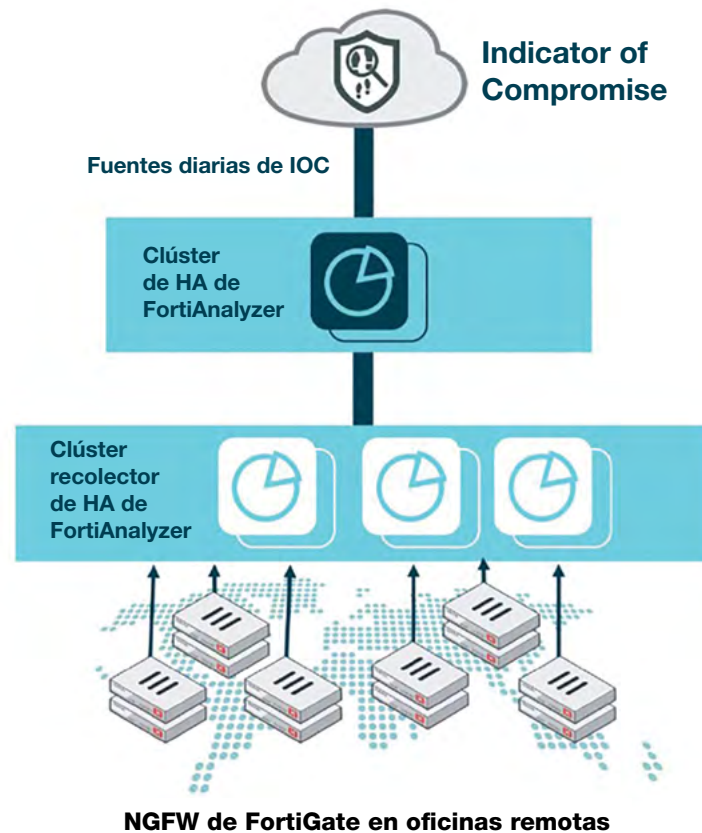 Indicator of
Compromise
Fuentes diarias de IOC
Clúster
de HA de
FortiAnalyzer
Clúster
recolector
de HA de
FortiAnalyzer
NGFW de FortiGate en oficinas remotas